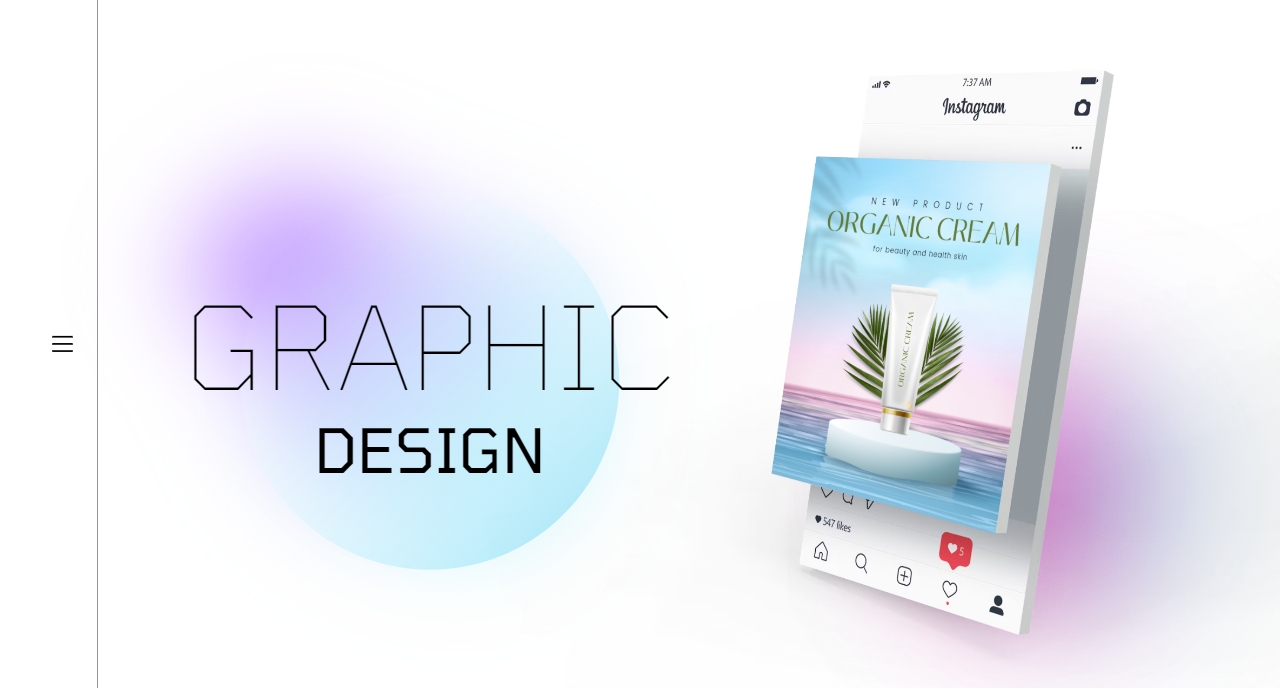 GRAPHIC
DESIGN
7:37 AM
Instagram
NEW PRODUCT
ORGANIC CREAM
for beauty and health skin
ORGANIC CREAM
547 likes
5